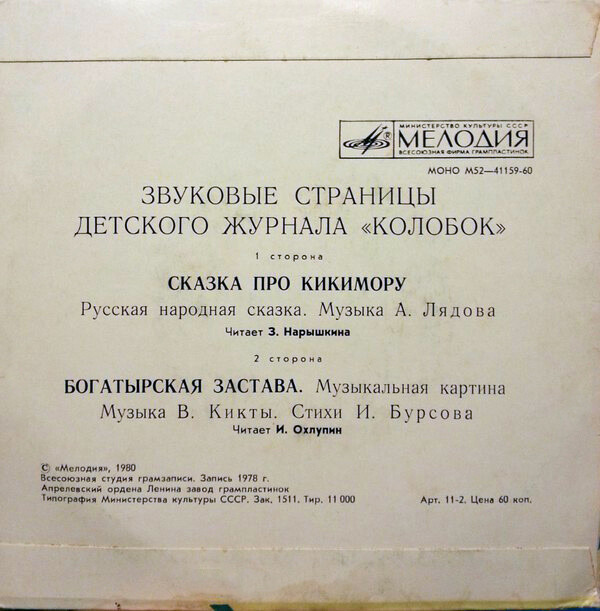 МИНИСТЕРСТВО КУЛЬТУРЫ СССР
МЕЛОДИЯ
ВСЕСОЮЗНАЯ ФИРМА ГРАМПЛАСТИНОК
МОНО М52—41159-60
ЗВУКОВЫЕ СТРАНИЦЫ
ДЕТСКОГО ЖУРНАЛА «КОЛОБОК»
1 сторона
СКАЗКА ПРО КИКИМОРУ
Русская народная сказка. Музыка А. Лядова
Читает З. Нарышкина
2 сторона
БОГАТЫРСКАЯ ЗАСТАВА. Музыкальная картина
Музыка В. Кикты. Стихи И. Бурсова
Читает И. Охлупин
© «Мелодия», 1980
Всесоюзная студия грамзаписи. Запись 1978 г.
Апрелевский ордена Ленина завод грампластинок
Типография Министерства культуры СССР. Зак. 1511. Тир. 11 000
Арт. 11-2. Цена 60 коп.